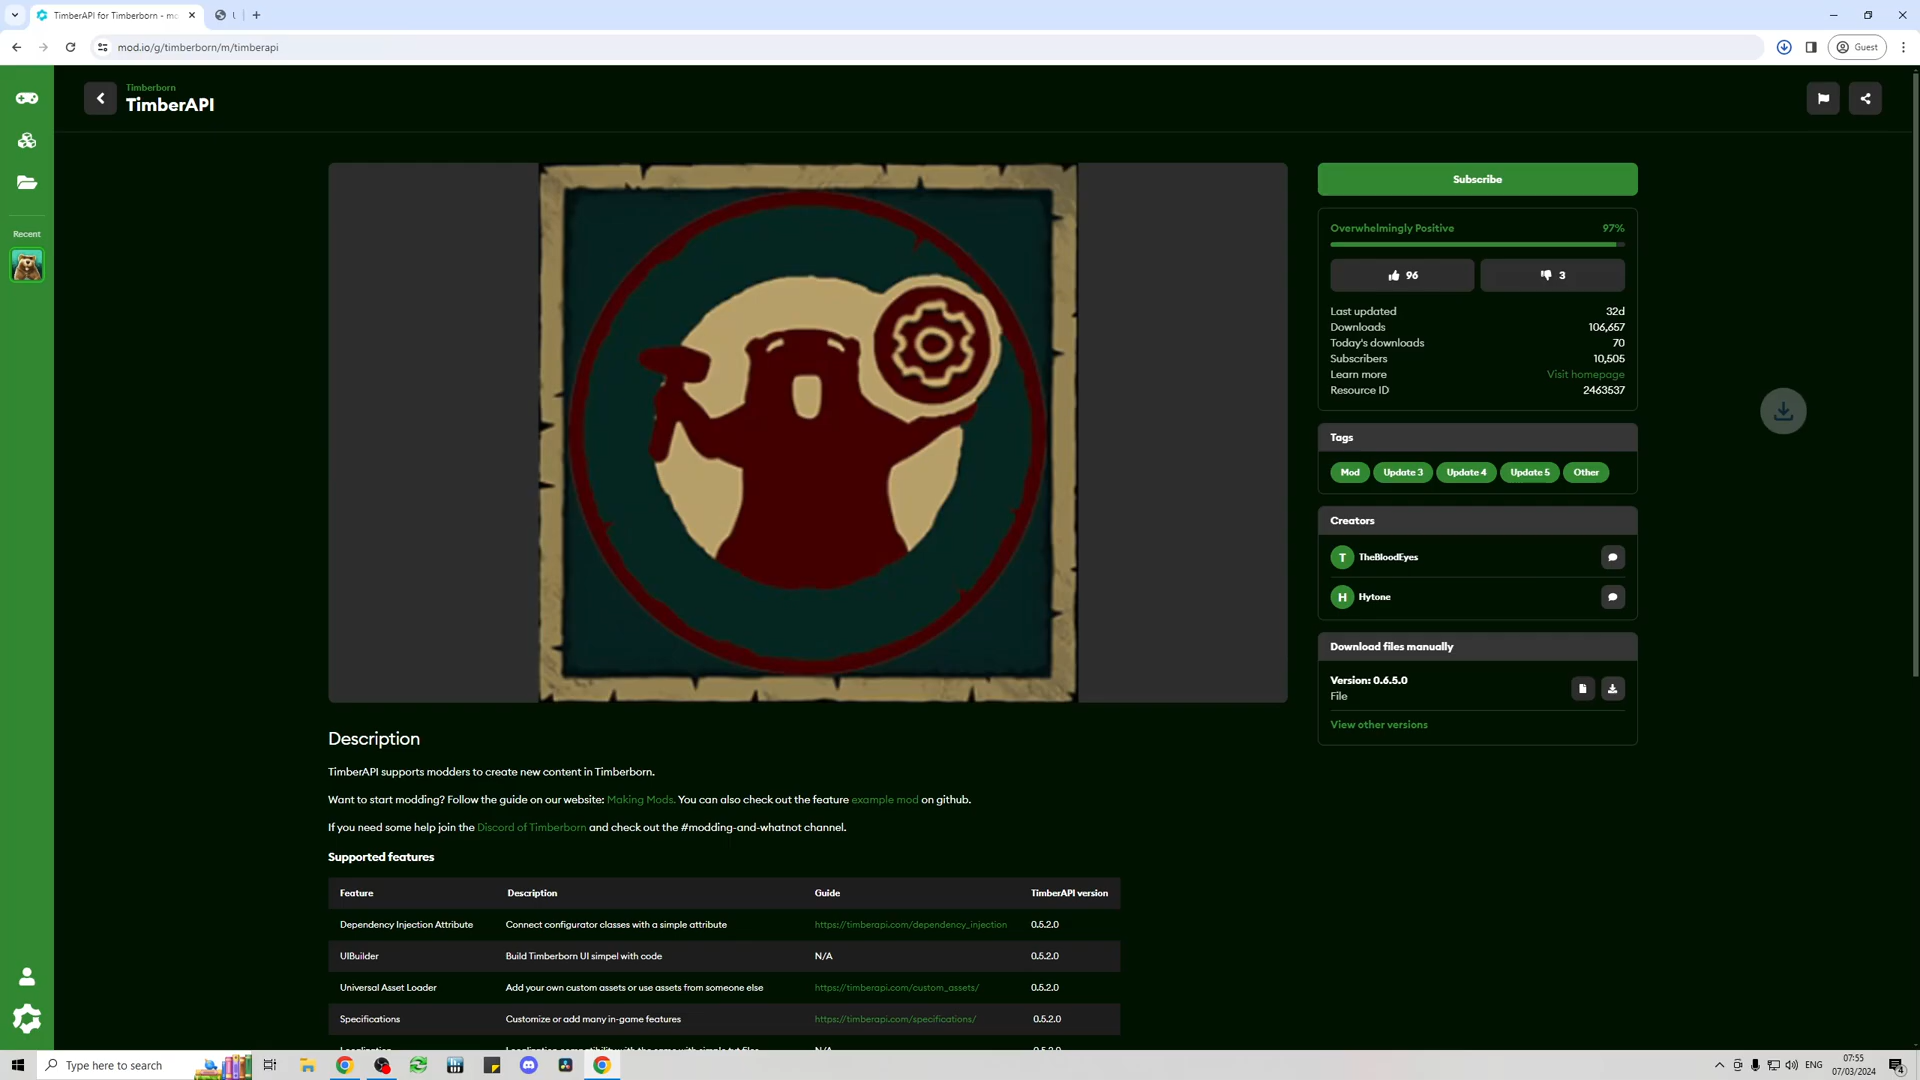 TimberAPI for Timberborn - mo
mod.io/g/timberborn/m/timberapi
Guest
Timberborn
TimberAPI
Recent
Subscribe
Overwhelmingly Positive 97%
96 3
Last updated 32d
Downloads 106,657
Today's downloads 70
Subscribers 10,505
Learn more Visit homepage
Resource ID 2463537
Tags
Mod Update 3 Update 4 Update 5 Other
Creators
T TheBloodEyes
H Hytone
Download files manually
Version: 0.6.5.0
File
View other versions
Description
TimberAPI supports modders to create new content in Timberborn.
Want to start modding? Follow the guide on our website: Making Mods. You can also check out the feature example mod on github.
If you need some help join the Discord of Timberborn and check out the #modding-and-whatnot channel.
Supported features
Feature Description Guide TimberAPI version
Dependency Injection Attribute Connect configurator classes with a simple attribute https://timberapi.com/dependency_injection 0.5.2.0
UIBuilder Build Timberborn UI simpel with code N/A 0.5.2.0
Universal Asset Loader Add your own custom assets or use assets from someone else https://timberapi.com/custom_assets/ 0.5.2.0
Specifications Customize or add many in-game features https://timberapi.com/specifications/ 0.5.2.0
Type here to search
ENG
07:55
07/03/2024
4